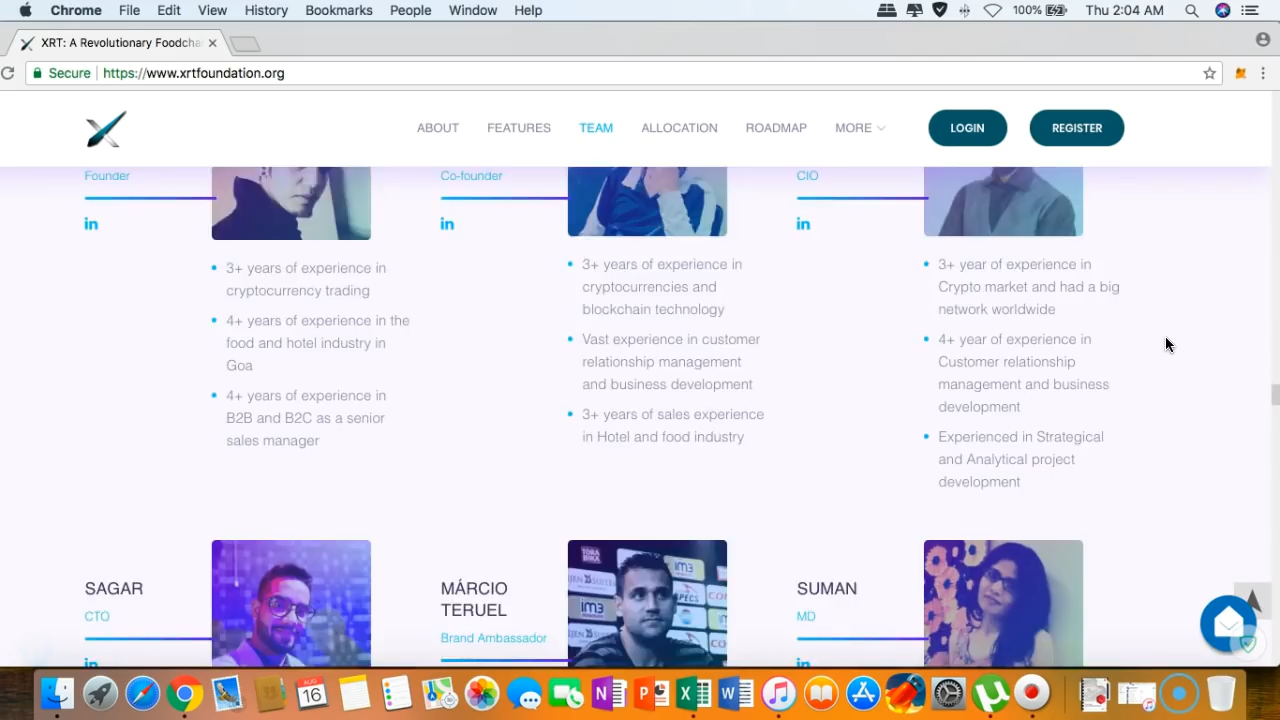 Chrome File Edit View History Bookmarks People Window Help 100% Thu 2:04 AM
XRT: A Revolutionary Foodcha
Secure https://www.xrtfoundation.org
ABOUT FEATURES TEAM ALLOCATION ROADMAP MORE LOGIN REGISTER
Founder
Co-founder
CIO
in
in
in
3+ years of experience in
cryptocurrency trading
4+ years of experience in the
food and hotel industry in
Goa
4+ years of experience in
B2B and B2C as a senior
sales manager
3+ years of experience in
cryptocurrencies and
blockchain technology
Vast experience in customer
relationship management
and business development
3+ years of sales experience
in Hotel and food industry
3+ year of experience in
Crypto market and had a big
network worldwide
4+ year of experience in
Customer relationship
management and business
development
Experienced in Strategical
and Analytical project
development
SAGAR
CTO
in
MÁRCIO
TERUEL
Brand Ambassador
TORA
BIKA
im3
im3
SUMAN
MD
in
AUG
16